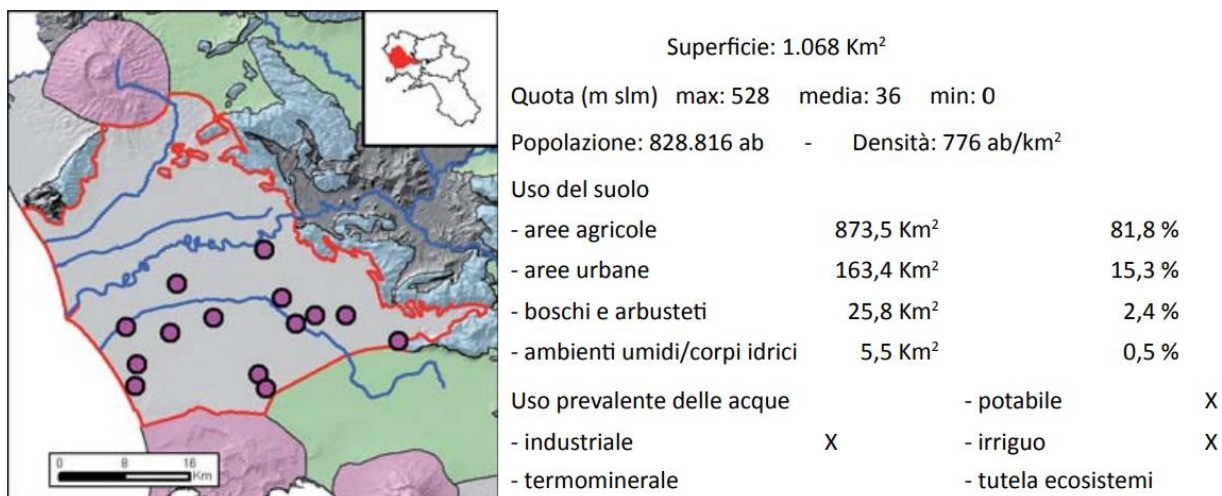 Superficie: 1.068 Km²
Quota (m slm) max: 528 media: 36 min: 0
Popolazione: 828.816 ab - Densità: 776 ab/km²
Uso del suolo
- aree agricole 873,5 Km² 81,8 %
- aree urbane 163,4 Km² 15,3 %
- boschi e arbusteti 25,8 Km² 2,4 %
- ambienti umidi/corpi idrici 5,5 Km² 0,5 %
Uso prevalente delle acque - potabile X
- industriale X - irriguo X
- termominerale - tutela ecosistemi
0 8 16
Km